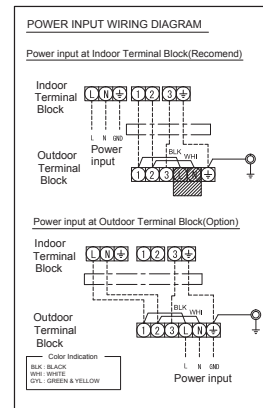 POWER INPUT WIRING DIAGRAM
Power input at Indoor Terminal Block(Recomend)
Indoor Terminal Block
L N 1 2 3
L N GND
Power input
Outdoor Terminal Block
BLK
WHI
1 2 3 L N
Power input at Outdoor Terminal Block(Option)
Indoor Terminal Block
L N 1 2 3
BLK
WHI
Outdoor Terminal Block
1 2 3 L N
L N GND
Power input
Color Indication
BLK : BLACK
WHI : WHITE
GYL : GREEN & YELLOW